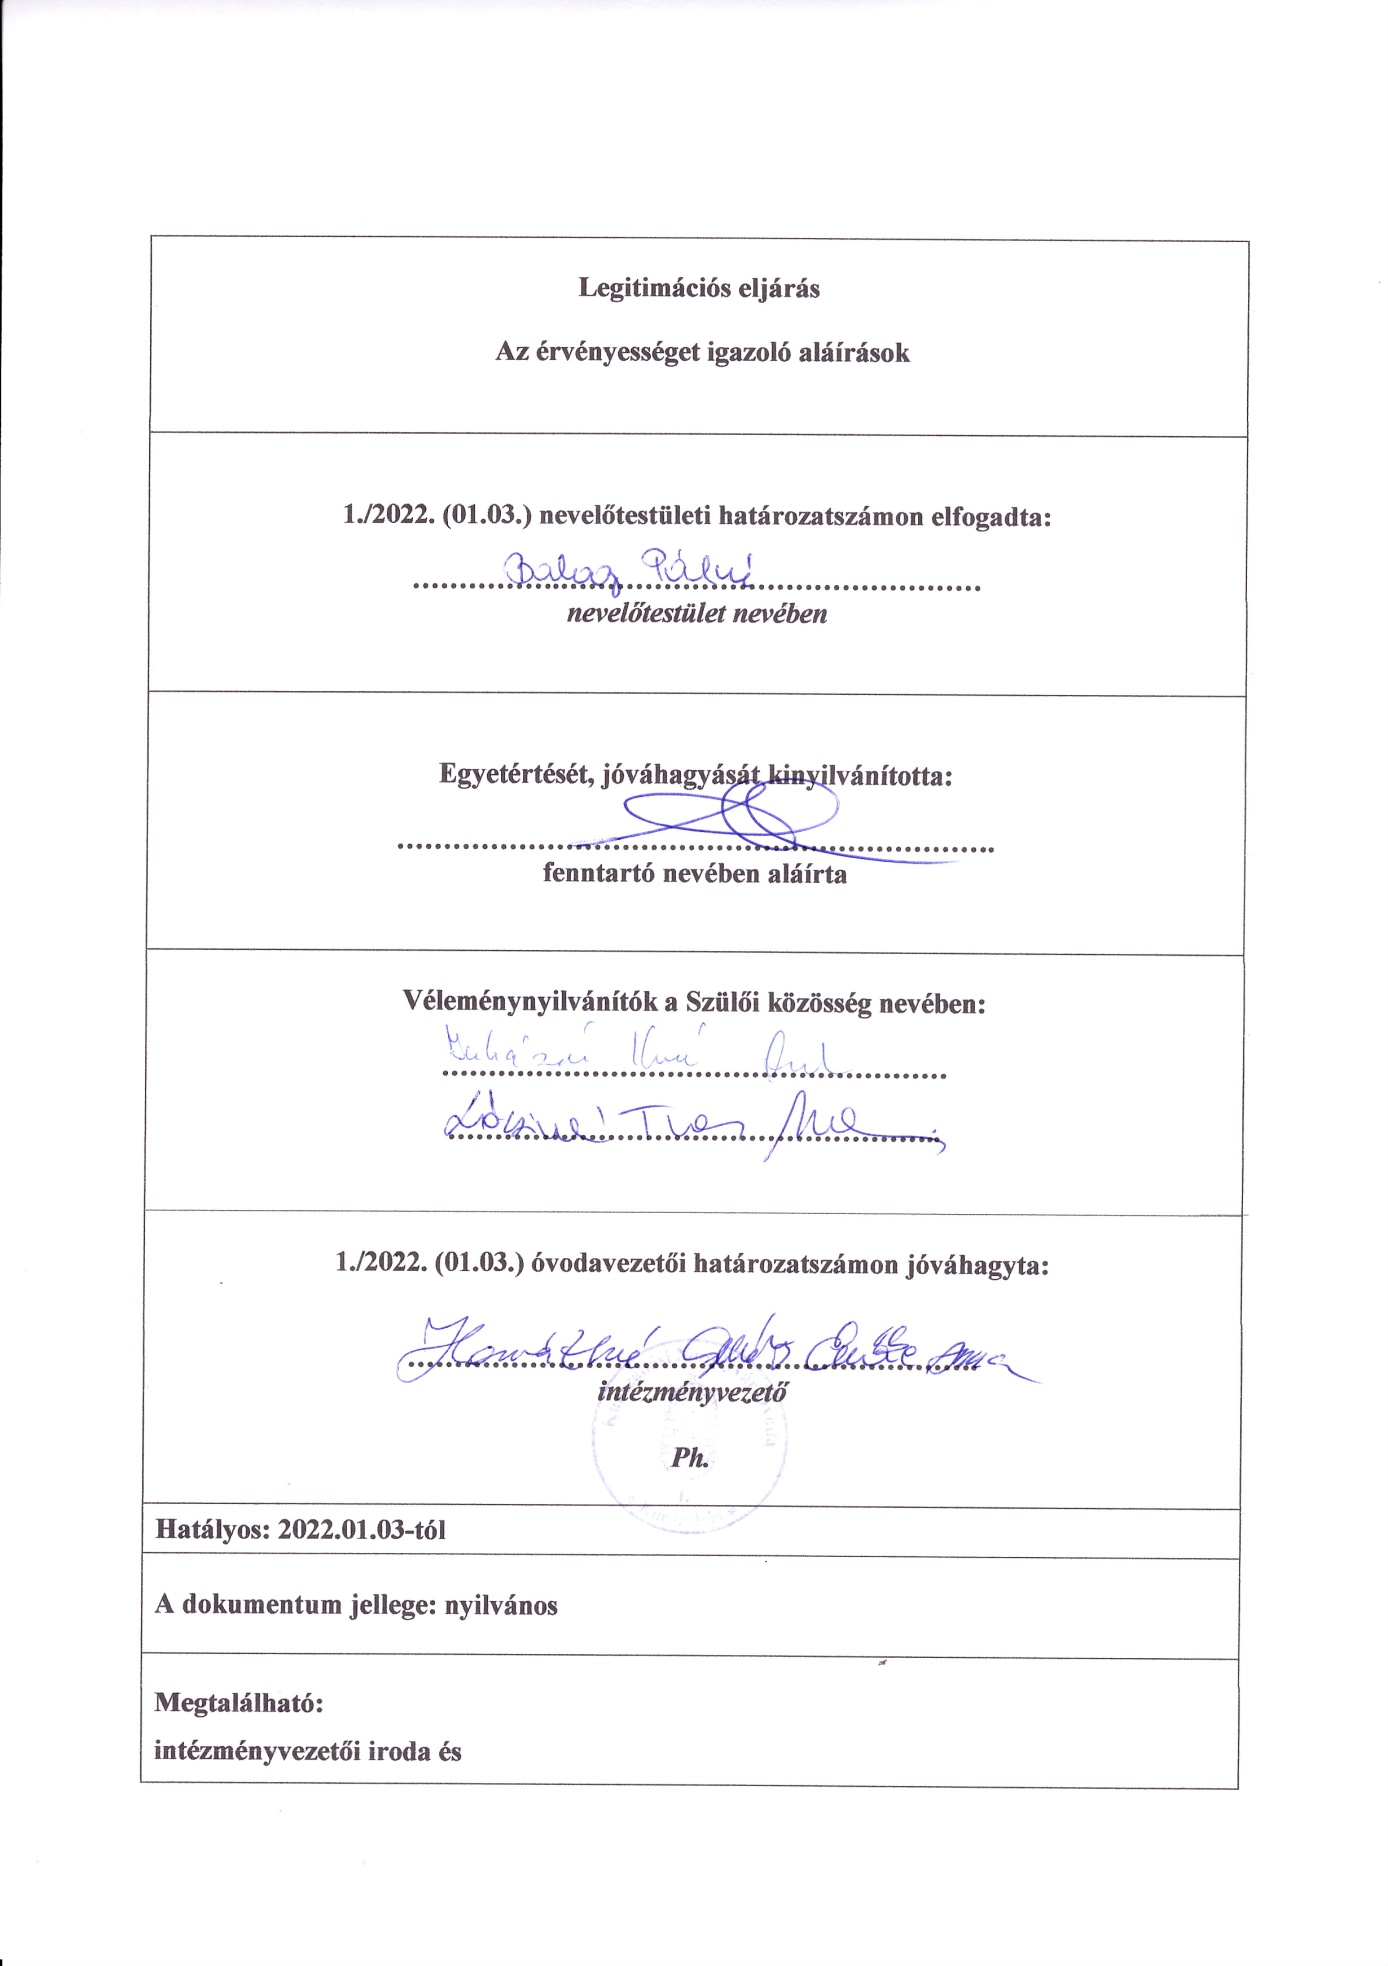 Legitimációs eljárás
Az érvényességet igazoló aláírások
1./2022. (01.03.) nevelőtestületi határozatszámon elfogadta:
Balog Pálné
nevelőtestület nevében
Egyetértését, jóváhagyását kinyilvánította:
fenntartó nevében aláírta
Véleménynyilvánítók a Szülői közösség nevében:
1./2022. (01.03.) óvodavezetői határozatszámon jóváhagyta:
Horváthné
intézményvezető
Ph.
Hatályos: 2022.01.03-tól
A dokumentum jellege: nyilvános
Megtalálható:
intézményvezetői iroda és